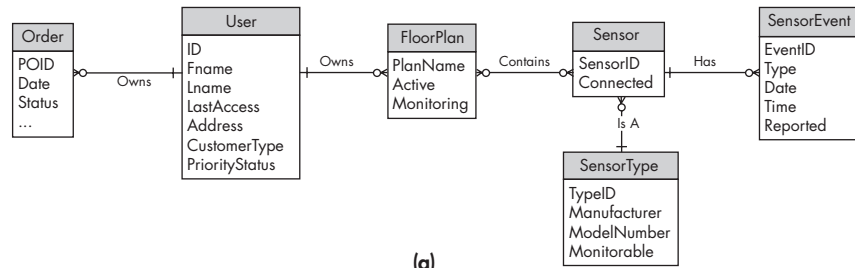 Order
POID
Date
Status
...
Owns
User
ID
Fname
Lname
LastAccess
Address
CustomerType
PriorityStatus
Owns
FloorPlan
PlanName
Active
Monitoring
Contains
Sensor
SensorID
Connected
Has
SensorEvent
EventID
Type
Date
Time
Reported
Is A
SensorType
TypeID
Manufacturer
ModelNumber
Monitorable
(a)